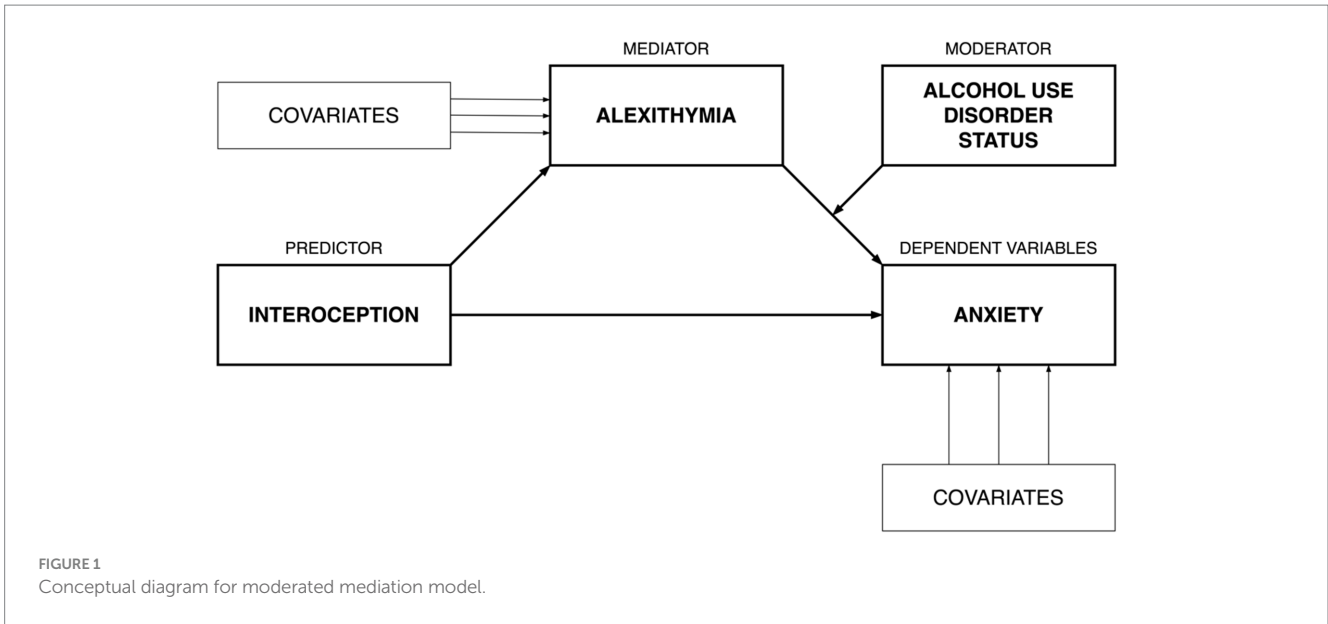 MEDIATOR
MODERATOR
COVARIATES
ALEXITHYMIA
ALCOHOL USE
DISORDER
STATUS
PREDICTOR
DEPENDENT VARIABLES
INTEROCEPTION
ANXIETY
COVARIATES
FIGURE 1
Conceptual diagram for moderated mediation model.